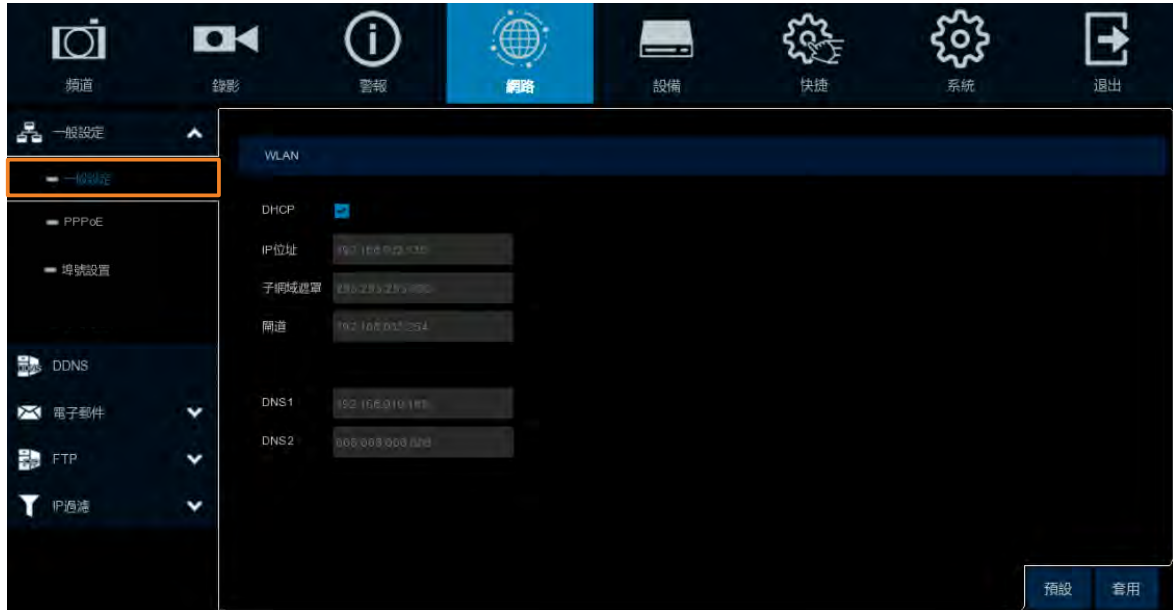 頻道 錄影 警報 網路 設備 快捷 系統 退出
一般設定
一般設定
PPPoE
埠號設置
DDNS
電子郵件
FTP
IP過濾
WLAN
DHCP
IP位址
子網域遮罩
閘道
DNS1
DNS2
預設 套用